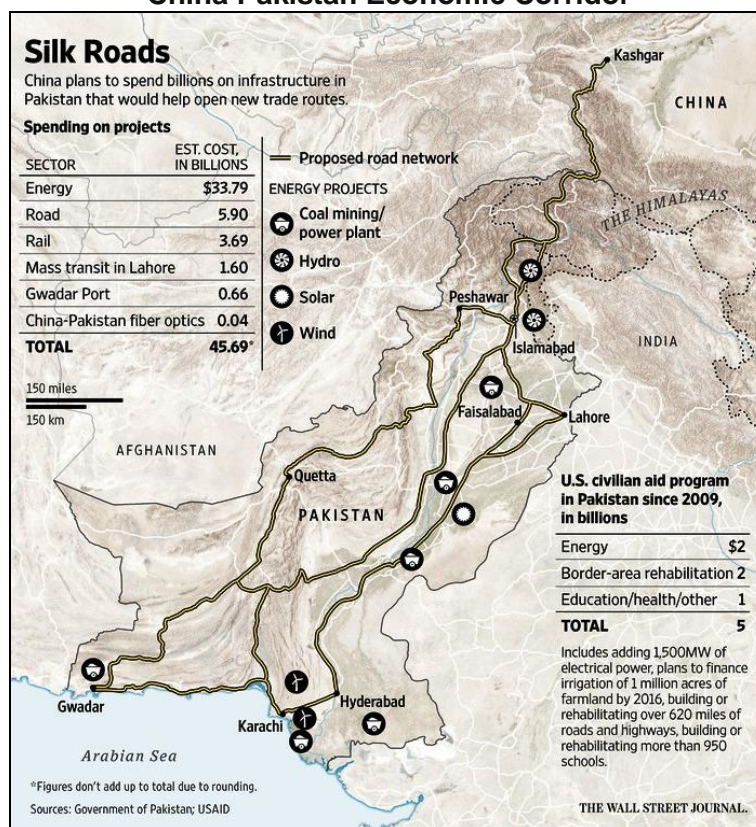 China Pakistan Economic Corridor
Silk Roads
China plans to spend billions on infrastructure in
Pakistan that would help open new trade routes.
Spending on projects
SECTOR EST. COST, IN BILLIONS
Energy $33.79
Road 5.90
Rail 3.69
Mass transit in Lahore 1.60
Gwadar Port 0.66
China-Pakistan fiber optics 0.04
TOTAL 45.69*
150 miles
150 km
Proposed road network
ENERGY PROJECTS
Coal mining/
power plant
Hydro
Solar
Wind
Kashgar
CHINA
THE HIMALAYAS
Peshawar
Islamabad
INDIA
Faisalabad
Lahore
AFGHANISTAN
Quetta
PAKISTAN
Gwadar
Karachi
Hyderabad
Arabian Sea
U.S. civilian aid program
in Pakistan since 2009,
in billions
Energy $2
Border-area rehabilitation 2
Education/health/other 1
TOTAL 5
Includes adding 1,500MW of
electrical power, plans to finance
irrigation of 1 million acres of
farmland by 2016, building or
rehabilitating over 620 miles of
roads and highways, building or
rehabilitating more than 950
schools.
*Figures don't add up to total due to rounding.
Sources: Government of Pakistan; USAID
THE WALL STREET JOURNAL.